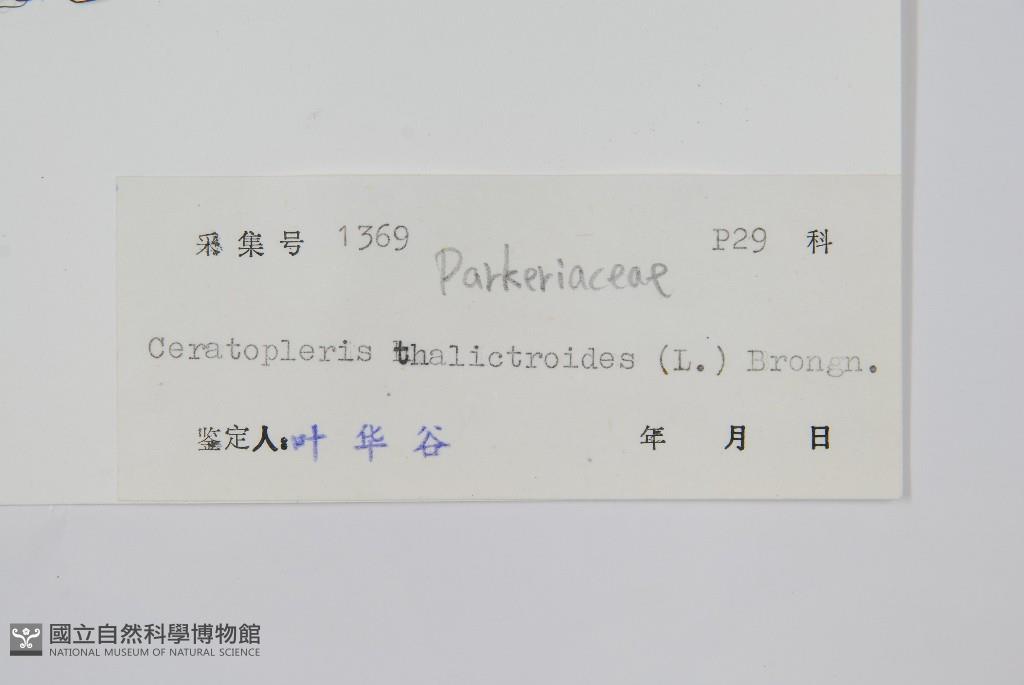 采集号 1369 P29 科
Parkeriaceae
Ceratopleris thalictroides (L.) Brongn.
鉴定人:叶华谷 年 月 日
國立自然科學博物館
NATIONAL MUSEUM OF NATURAL SCIENCE